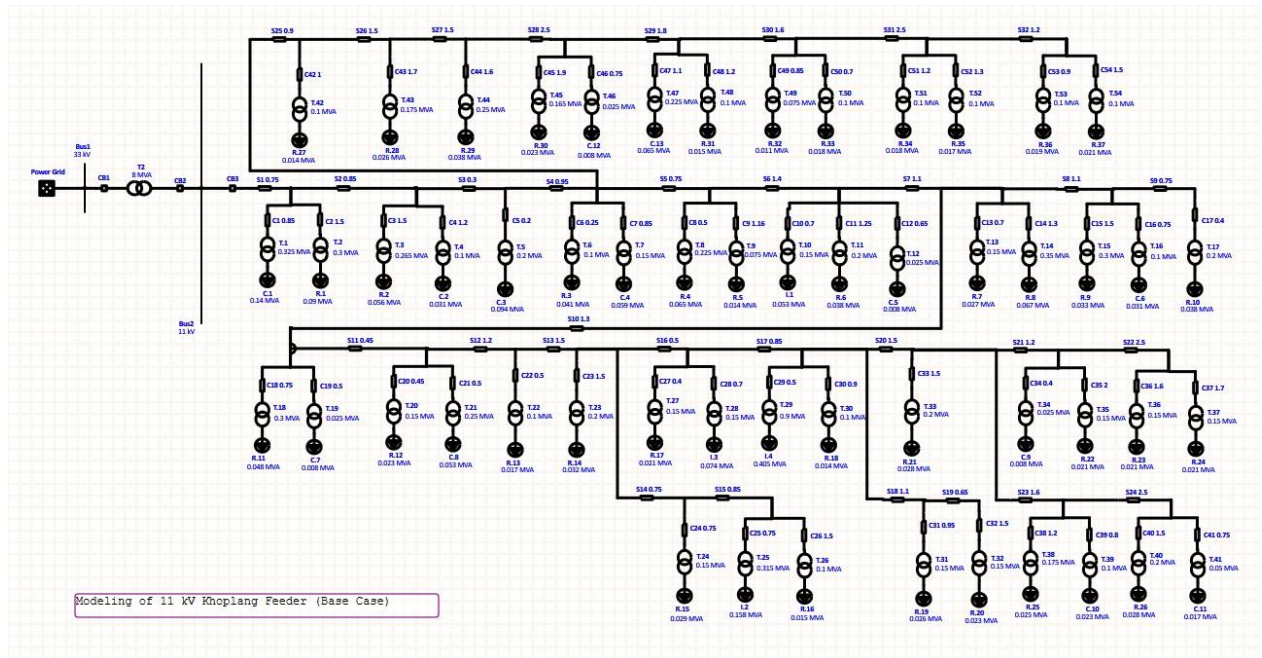 S25 0.9 S26 1.5 S27 1.5 S28 2.5 S29 1.8 S30 1.6 S31 2.5 S32 1.2
C42 1 C43 1.7 C44 1.6 C45 1.9 C46 0.75 C47 1.1 C48 1.2 C49 0.85 C50 0.7 C51 1.2 C52 1.3 C53 0.9 C54 1.5
T.42 T.43 T.44 T.45 T.46 T.47 T.48 T.49 T.50 T.51 T.52 T.53 T.54
0.1 MVA 0.175 MVA 0.25 MVA 0.165 MVA 0.025 MVA 0.225 MVA 0.1 MVA 0.075 MVA 0.1 MVA 0.1 MVA 0.1 MVA 0.1 MVA 0.1 MVA
R.27 R.28 R.29 R.30 C.12 C.13 R.31 R.32 R.33 R.34 R.35 R.36 R.37
0.014 MVA 0.026 MVA 0.038 MVA 0.023 MVA 0.008 MVA 0.065 MVA 0.015 MVA 0.011 MVA 0.018 MVA 0.018 MVA 0.017 MVA 0.019 MVA 0.021 MVA
Bus1
33 kV
Power Grid
T2
8 MVA
CB1 CB2 CB3
S1 0.75 S2 0.85 S3 0.3 S4 0.95 S5 0.75 S6 1.4 S7 1.1 S8 1.1 S9 0.75
C1 0.85 C2 1.5 C3 1.5 C4 1.2 C5 0.2 C6 0.25 C7 0.85 C8 0.5 C9 1.16 C10 0.7 C11 1.25 C12 0.65 C13 0.7 C14 1.3 C15 1.5 C16 0.75 C17 0.4
T.1 T.2 T.3 T.4 T.5 T.6 T.7 T.8 T.9 T.10 T.11 T.12 T.13 T.14 T.15 T.16 T.17
0.325 MVA 0.3 MVA 0.265 MVA 0.1 MVA 0.2 MVA 0.1 MVA 0.15 MVA 0.225 MVA 0.075 MVA 0.15 MVA 0.2 MVA 0.025 MVA 0.15 MVA 0.35 MVA 0.3 MVA 0.1 MVA 0.2 MVA
C.1 R.1 R.2 C.2 C.3 R.3 C.4 R.4 R.5 I.1 R.6 C.5 R.7 R.8 R.9 C.6 R.10
0.14 MVA 0.09 MVA 0.056 MVA 0.031 MVA 0.094 MVA 0.041 MVA 0.059 MVA 0.065 MVA 0.014 MVA 0.053 MVA 0.038 MVA 0.008 MVA 0.027 MVA 0.067 MVA 0.033 MVA 0.031 MVA 0.038 MVA
Bus2
11 kV
S10 1.3
S11 0.45 S12 1.2 S13 1.5 S16 0.5 S17 0.85 S20 1.5 S21 1.2 S22 2.5
C18 0.75 C19 0.5 C20 0.45 C21 0.5 C22 0.5 C23 1.5 C27 0.4 C28 0.7 C29 0.5 C30 0.9 C33 1.5 C34 0.4 C35 2 C36 1.6 C37 1.7
T.18 T.19 T.20 T.21 T.22 T.23 T.27 T.28 T.29 T.30 T.33 T.34 T.35 T.36 T.37
0.3 MVA 0.025 MVA 0.15 MVA 0.25 MVA 0.1 MVA 0.2 MVA 0.15 MVA 0.15 MVA 0.9 MVA 0.1 MVA 0.2 MVA 0.025 MVA 0.15 MVA 0.15 MVA 0.15 MVA
R.11 C.7 R.12 C.8 R.13 R.14 R.17 I.3 I.4 R.18 R.21 C.9 R.22 R.23 R.24
0.048 MVA 0.008 MVA 0.023 MVA 0.053 MVA 0.017 MVA 0.032 MVA 0.021 MVA 0.074 MVA 0.405 MVA 0.014 MVA 0.028 MVA 0.008 MVA 0.021 MVA 0.021 MVA 0.021 MVA
S14 0.75 S15 0.85 S18 1.1 S19 0.65 S23 1.6 S24 2.5
C24 0.75 C25 0.75 C26 1.5 C31 0.95 C32 1.5 C38 1.2 C39 0.8 C40 1.5 C41 0.75
T.24 T.25 T.26 T.31 T.32 T.38 T.39 T.40 T.41
0.15 MVA 0.315 MVA 0.1 MVA 0.15 MVA 0.15 MVA 0.175 MVA 0.1 MVA 0.2 MVA 0.05 MVA
R.15 I.2 R.16 R.19 R.20 R.25 C.10 R.26 C.11
0.029 MVA 0.158 MVA 0.015 MVA 0.026 MVA 0.023 MVA 0.025 MVA 0.023 MVA 0.028 MVA 0.017 MVA
Modeling of 11 kV Khoplang Feeder (Base Case)